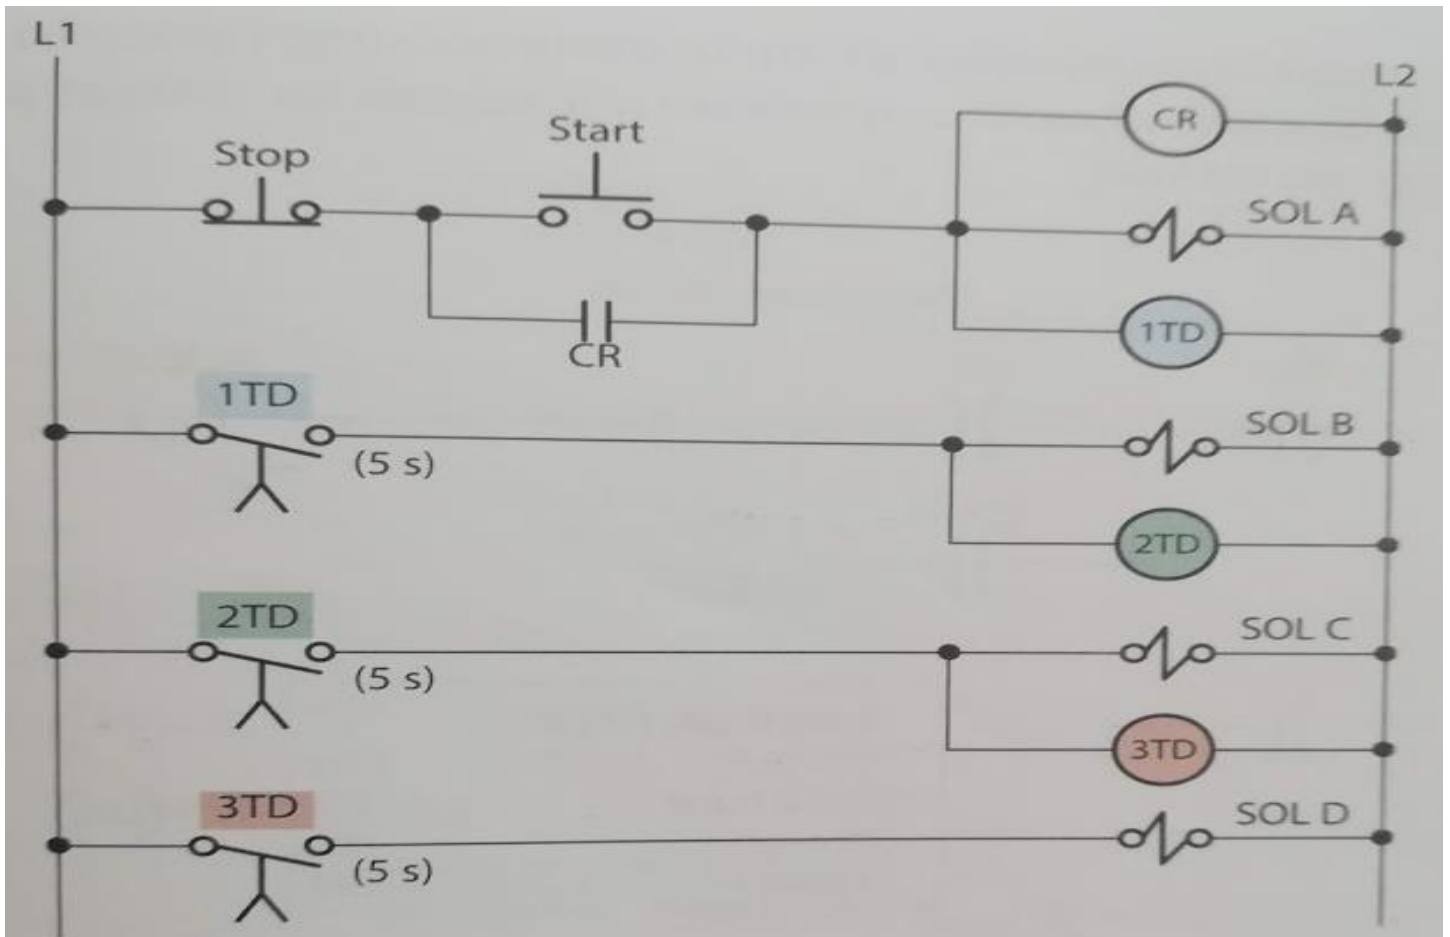 L1
L2
Stop
Start
CR
SOL A
CR
1TD
1TD
(5 s)
SOL B
2TD
2TD
(5 s)
SOL C
3TD
3TD
(5 s)
SOL D